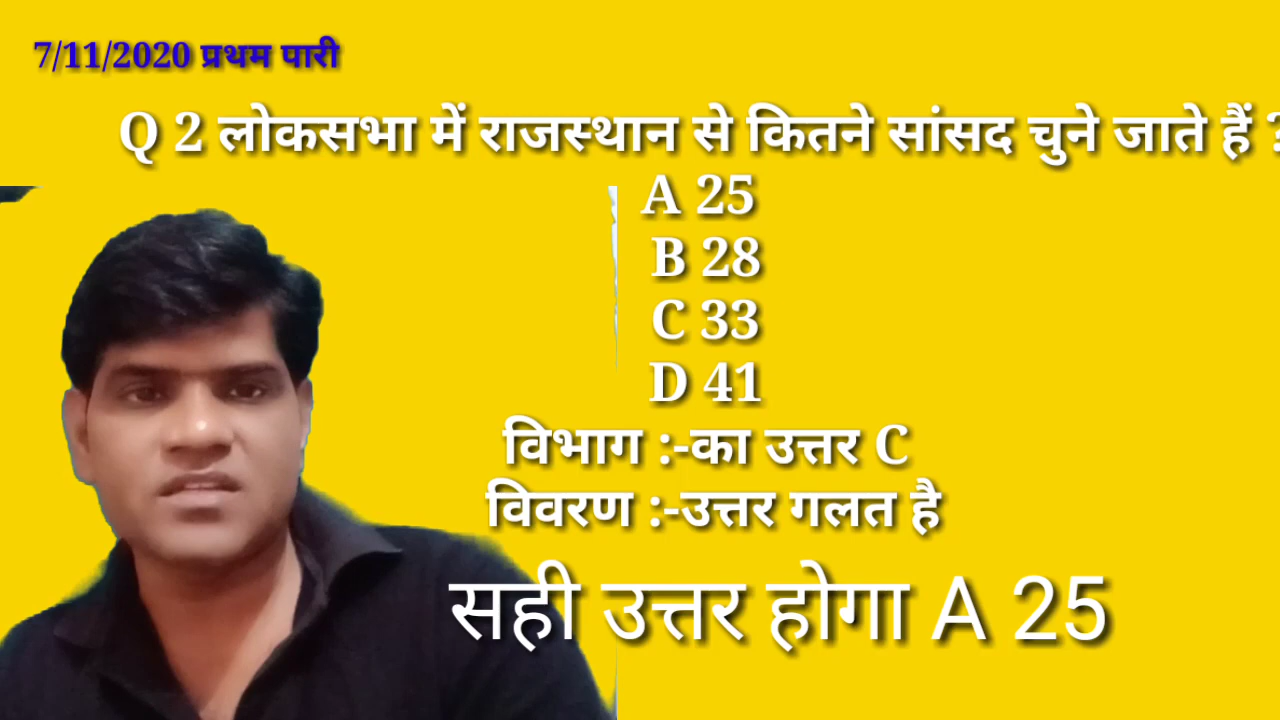 7/11/2020 प्रथम पारी
Q 2 लोकसभा में राजस्थान से कितने सांसद चुने जाते हैं ?
A 25
B 28
C 33
D 41
विभाग :-का उत्तर C
विवरण :-उत्तर गलत है
सही उत्तर होगा A 25